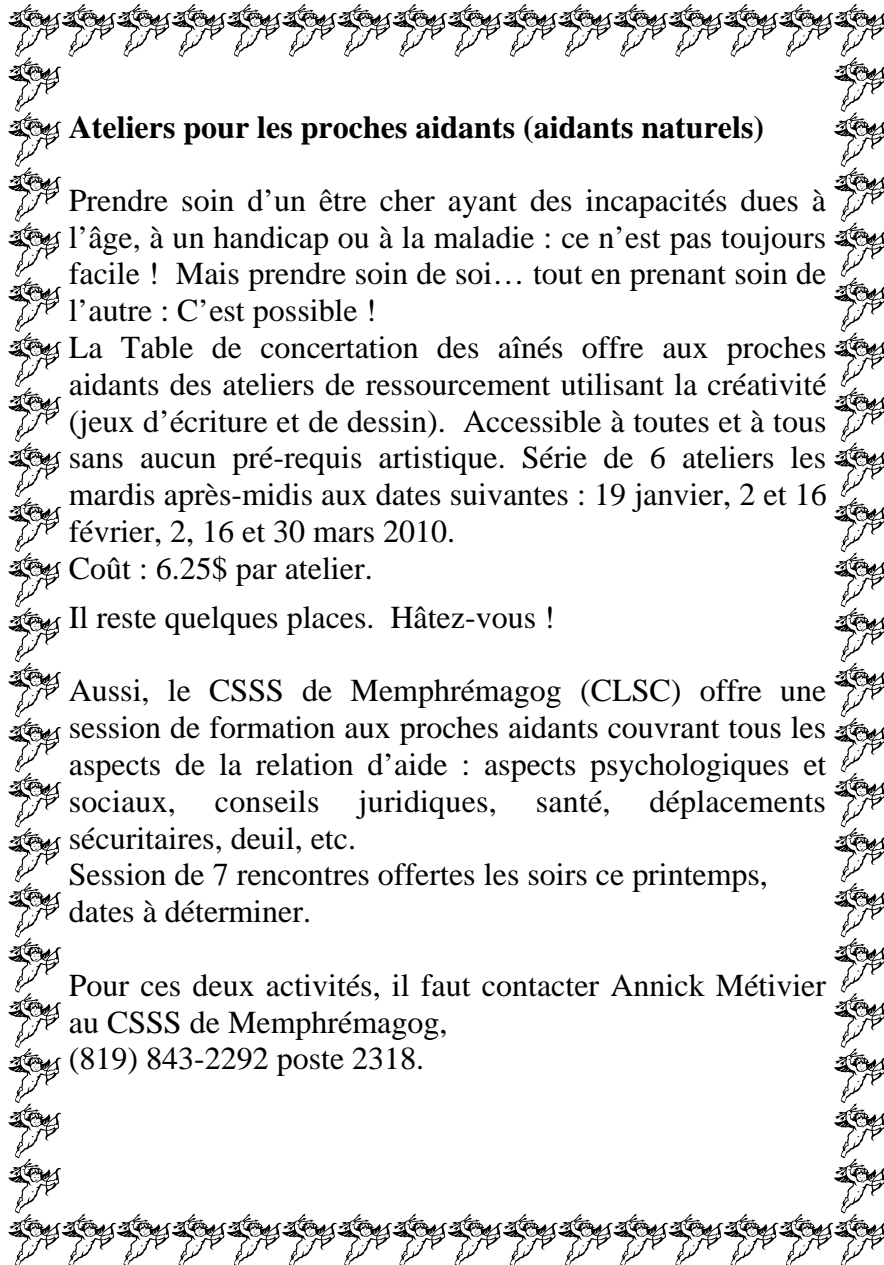 Ateliers pour les proches aidants (aidants naturels)
Prendre soin d’un être cher ayant des incapacités dues à
l’âge, à un handicap ou à la maladie : ce n’est pas toujours
facile !  Mais prendre soin de soi… tout en prenant soin de
l’autre : C’est possible !
La Table de concertation des aînés offre aux proches
aidants des ateliers de ressourcement utilisant la créativité
(jeux d’écriture et de dessin).  Accessible à toutes et à tous
sans aucun pré-requis artistique. Série de 6 ateliers les
mardis après-midis aux dates suivantes : 19 janvier, 2 et 16
février, 2, 16 et 30 mars 2010.
Coût : 6.25$ par atelier.
Il reste quelques places.  Hâtez-vous !
Aussi, le CSSS de Memphrémagog (CLSC) offre une
session de formation aux proches aidants couvrant tous les
aspects de la relation d’aide : aspects psychologiques et
sociaux, conseils juridiques, santé, déplacements
sécuritaires, deuil, etc.
Session de 7 rencontres offertes les soirs ce printemps,
dates à déterminer.
Pour ces deux activités, il faut contacter Annick Métivier
au CSSS de Memphrémagog,
(819) 843-2292 poste 2318.